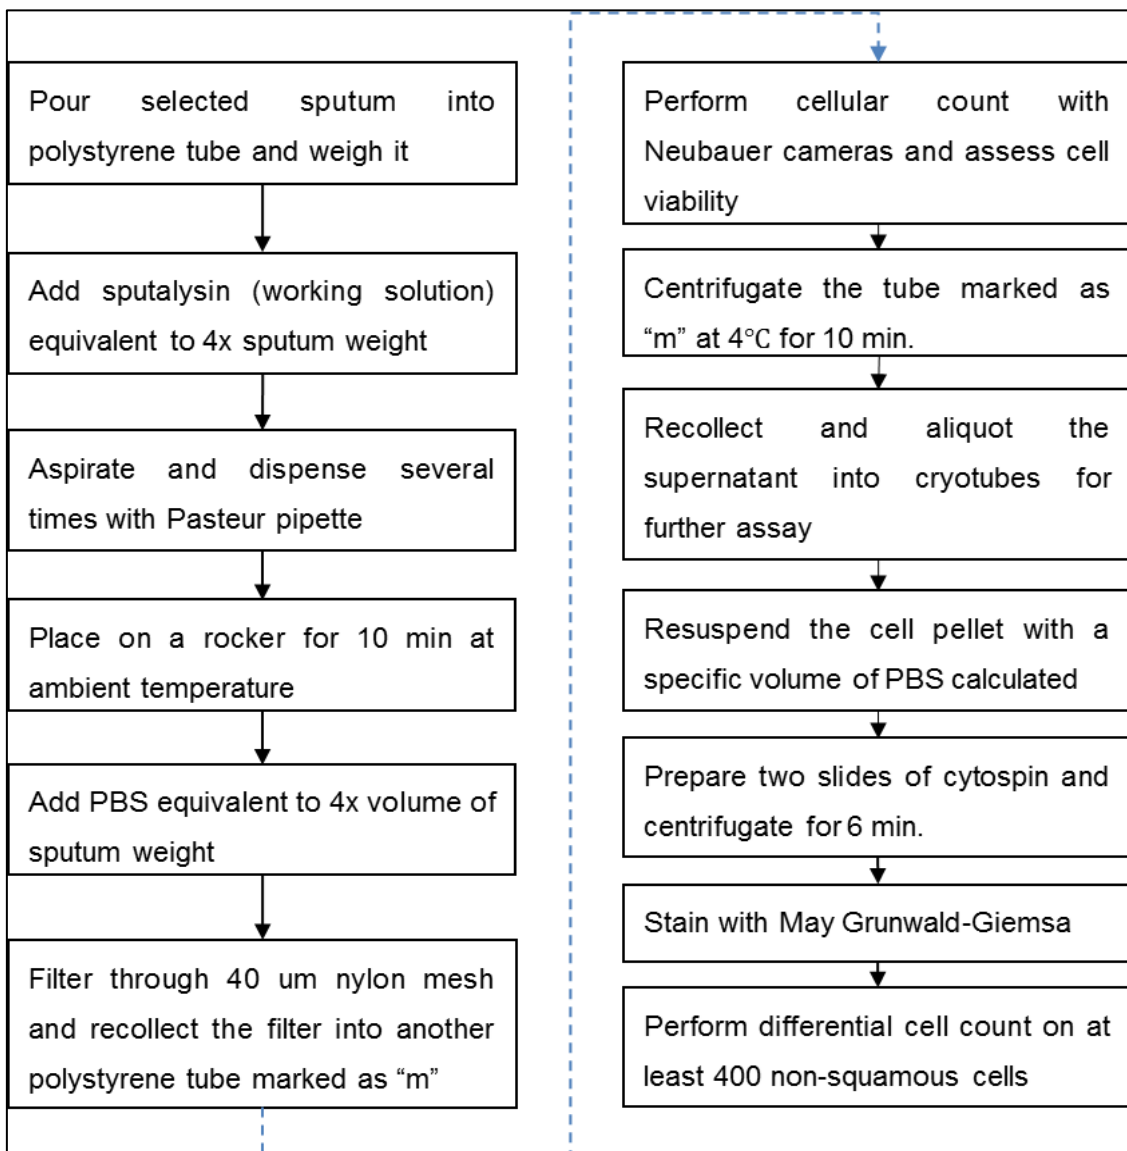 Pour selected sputum into
polystyrene tube and weigh it
Add sputalysin (working solution)
equivalent to 4x sputum weight
Aspirate and dispense several
times with Pasteur pipette
Place on a rocker for 10 min at
ambient temperature
Add PBS equivalent to 4x volume of
sputum weight
Filter through 40 um nylon mesh
and recollect the filter into another
polystyrene tube marked as “m”
Perform cellular count with
Neubauer cameras and assess cell
viability
Centrifugate the tube marked as
“m” at 4℃ for 10 min.
Recollect and aliquot the
supernatant into cryotubes for
further assay
Resuspend the cell pellet with a
specific volume of PBS calculated
Prepare two slides of cytospin and
centrifugate for 6 min.
Stain with May Grunwald-Giemsa
Perform differential cell count on at
least 400 non-squamous cells